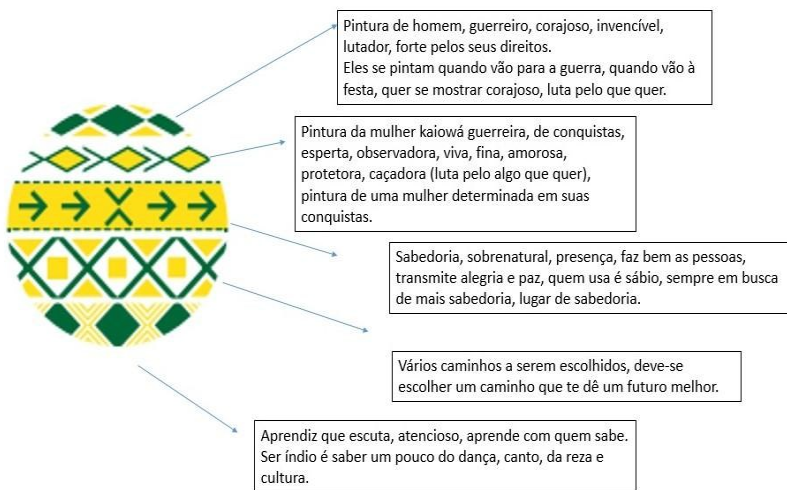 Pintura de homem, guerreiro, corajoso, invencível,
lutador, forte pelos seus direitos.
Eles se pintam quando vão para a guerra, quando vão à
festa, quer se mostrar corajoso, luta pelo que quer.
Pintura da mulher kaiowá guerreira, de conquistas,
esperta, observadora, viva, fina, amorosa,
protetora, caçadora (luta pelo algo que quer),
pintura de uma mulher determinada em suas
conquistas.
Sabedoria, sobrenatural, presença, faz bem as pessoas,
transmite alegria e paz, quem usa é sábio, sempre em busca
de mais sabedoria, lugar de sabedoria.
Vários caminhos a serem escolhidos, deve-se
escolher um caminho que te dê um futuro melhor.
Aprendiz que escuta, atencioso, aprende com quem sabe.
Ser índio é saber um pouco do dança, canto, da reza e
cultura.